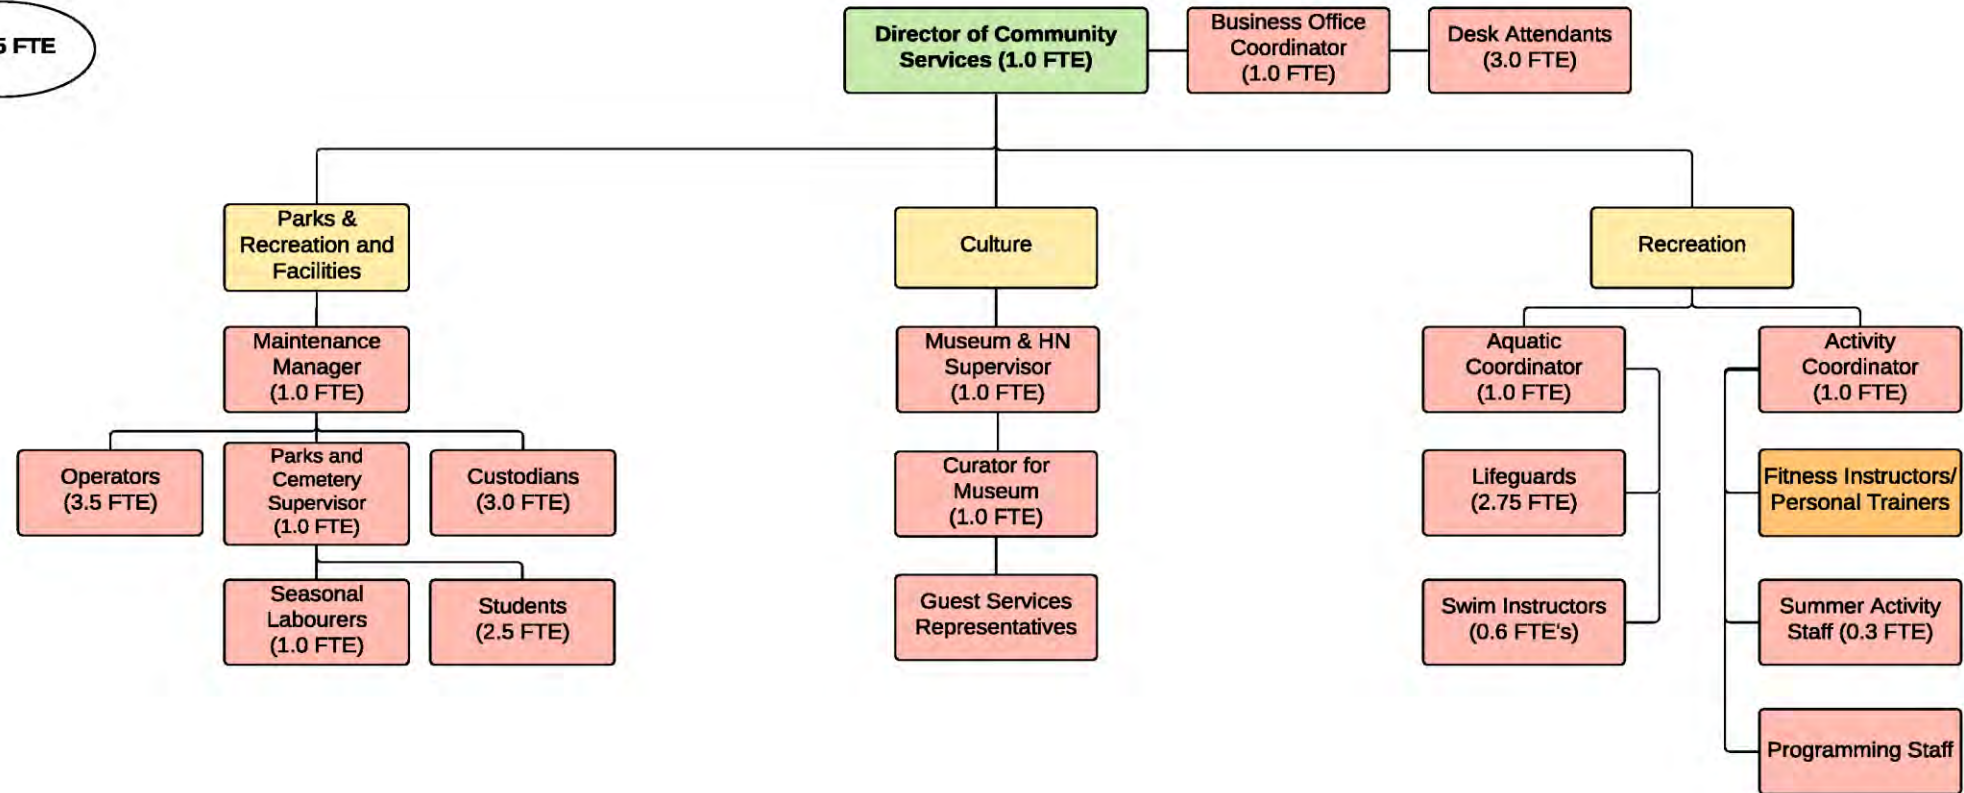 5 FTE
Director of Community
Services (1.0 FTE)
Business Office
Coordinator
(1.0 FTE)
Desk Attendants
(3.0 FTE)
Parks &
Recreation and
Facilities
Culture
Recreation
Maintenance
Manager
(1.0 FTE)
Museum & HN
Supervisor
(1.0 FTE)
Aquatic
Coordinator
(1.0 FTE)
Activity
Coordinator
(1.0 FTE)
Operators
(3.5 FTE)
Parks and
Cemetery
Supervisor
(1.0 FTE)
Custodians
(3.0 FTE)
Curator for
Museum
(1.0 FTE)
Lifeguards
(2.75 FTE)
Fitness Instructors/
Personal Trainers
Seasonal
Labourers
(1.0 FTE)
Students
(2.5 FTE)
Guest Services
Representatives
Swim Instructors
(0.6 FTE's)
Summer Activity
Staff (0.3 FTE)
Programming Staff